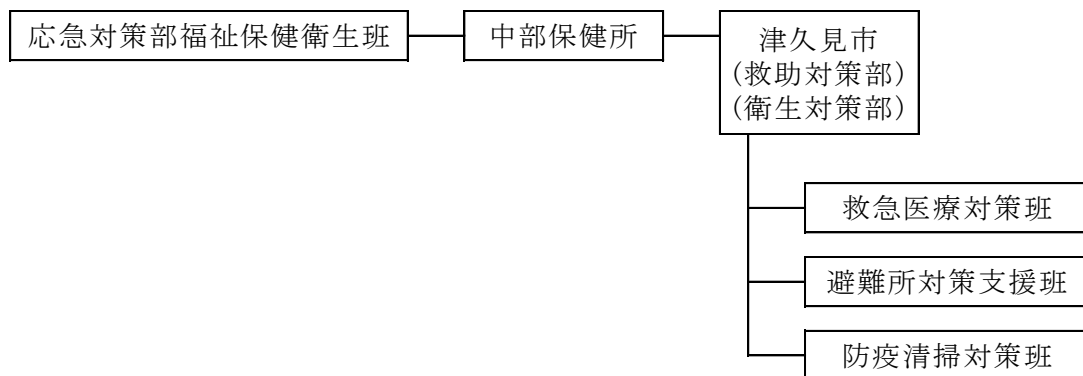 応急対策部福祉保健衛生班
中部保健所
津久見市
(救助対策部)
(衛生対策部)
救急医療対策班
避難所対策支援班
防疫清掃対策班